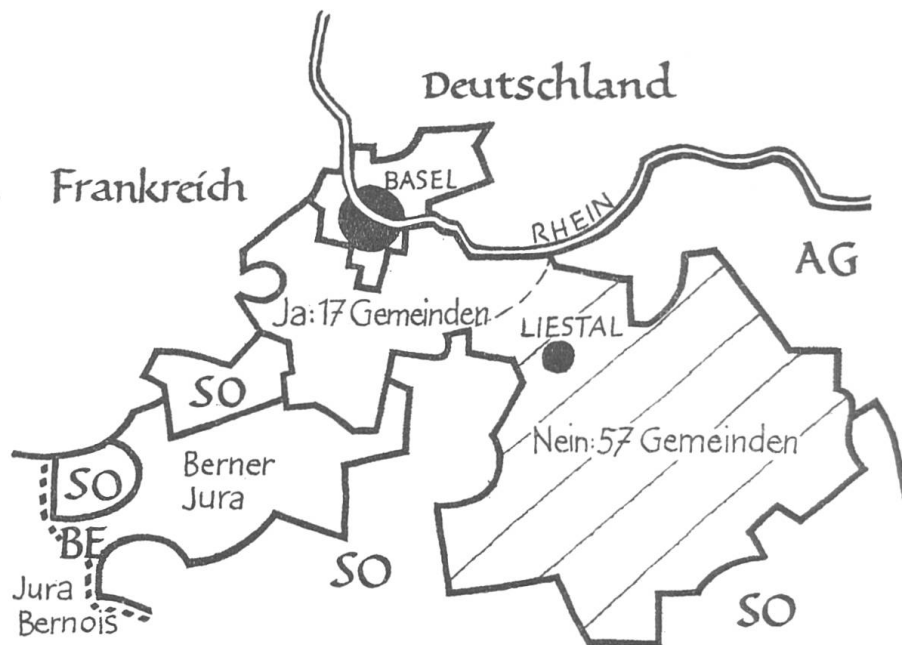 Deutschland
Frankreich
BASEL
RHEIN
AG
Ja: 17 Gemeinden
LIESTAL
SO
Nein: 57 Gemeinden
SO
Berner
Jura
BE
SO
SO
Jura
Bernois